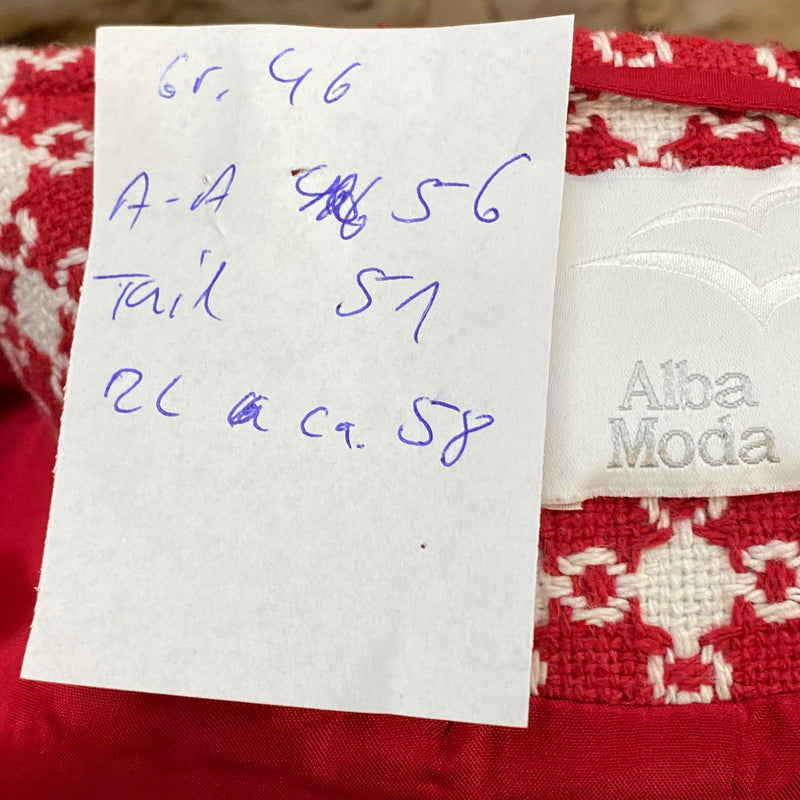 Gr. 46
A-A 56
Tail 51
RL ca. 58
Alba
Moda